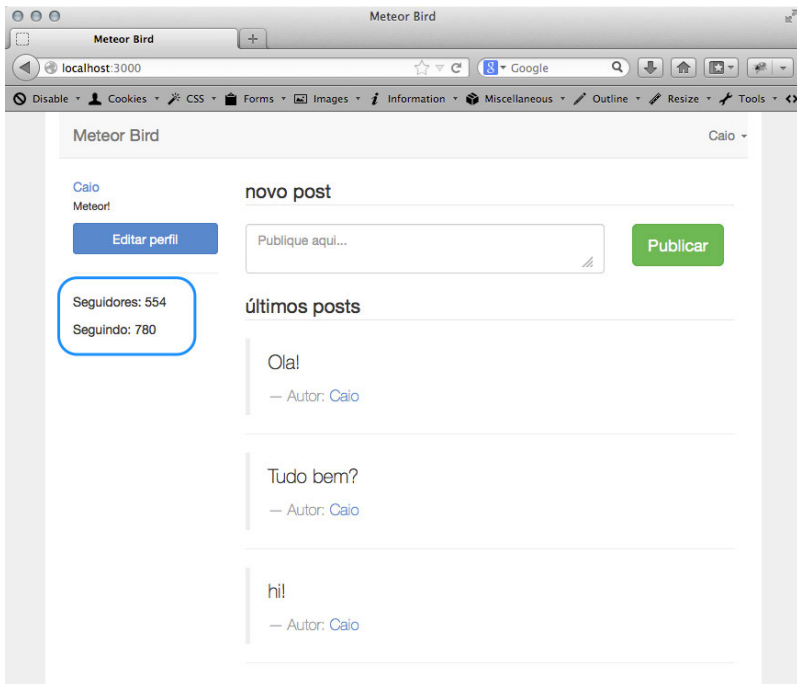 Meteor Bird
Meteor Bird
localhost:3000
Google
Disable Cookies CSS Forms Images Information Miscellaneous Outline Resize Tools
Meteor Bird
Caio
Caio
Meteor!
Editar perfil
Seguidores: 554
Seguindo: 780
novo post
Publique aqui...
Publicar
últimos posts
Ola!
— Autor: Caio
Tudo bem?
— Autor: Caio
hi!
— Autor: Caio